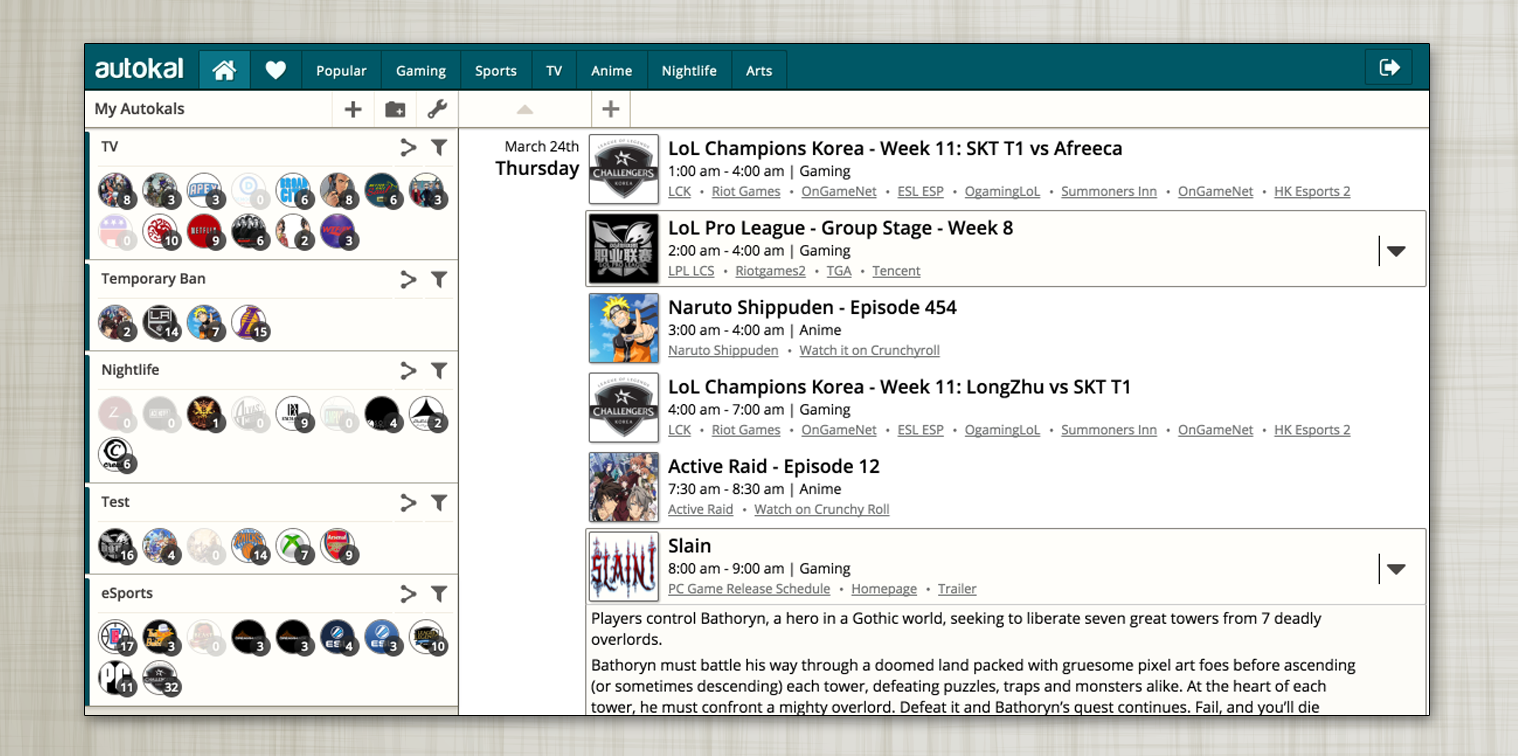 autokal Popular Gaming Sports TV Anime Nightlife Arts
My Autokals
TV
8 3 3 0 6 8 6 3
0 10 9 6 2 3
Temporary Ban
2 14 7 15
Nightlife
0 0 1 0 9 0 4 2
6
Test
16 4 0 14 7 9
eSports
17 3 0 3 3 4 3 10
11 32
March 24th
Thursday
LoL Champions Korea - Week 11: SKT T1 vs Afreeca
1:00 am - 4:00 am | Gaming
LCK • Riot Games • OnGameNet • ESL ESP • OgamingLoL • Summoners Inn • OnGameNet • HK Esports 2
CHALLENGERS
KOREA
LoL Pro League - Group Stage - Week 8
2:00 am - 4:00 am | Gaming
LPL LCS • Riotgames2 • TGA • Tencent
职业联赛
LOL PRO LEAGUE
Naruto Shippuden - Episode 454
3:00 am - 4:00 am | Anime
Naruto Shippuden • Watch it on Crunchyroll
LoL Champions Korea - Week 11: LongZhu vs SKT T1
4:00 am - 7:00 am | Gaming
LCK • Riot Games • OnGameNet • ESL ESP • OgamingLoL • Summoners Inn • OnGameNet • HK Esports 2
CHALLENGERS
KOREA
Active Raid - Episode 12
7:30 am - 8:30 am | Anime
Active Raid • Watch on Crunchy Roll
SLAIN!
Slain
8:00 am - 9:00 am | Gaming
PC Game Release Schedule • Homepage • Trailer
Players control Bathoryn, a hero in a Gothic world, seeking to liberate seven great towers from 7 deadly
overlords.
Bathoryn must battle his way through a doomed land packed with gruesome pixel art foes before ascending
(or sometimes descending) each tower, defeating puzzles, traps and monsters alike. At the heart of each
tower, he must confront a mighty overlord. Defeat it and Bathoryn's quest continues. Fail, and you'll die